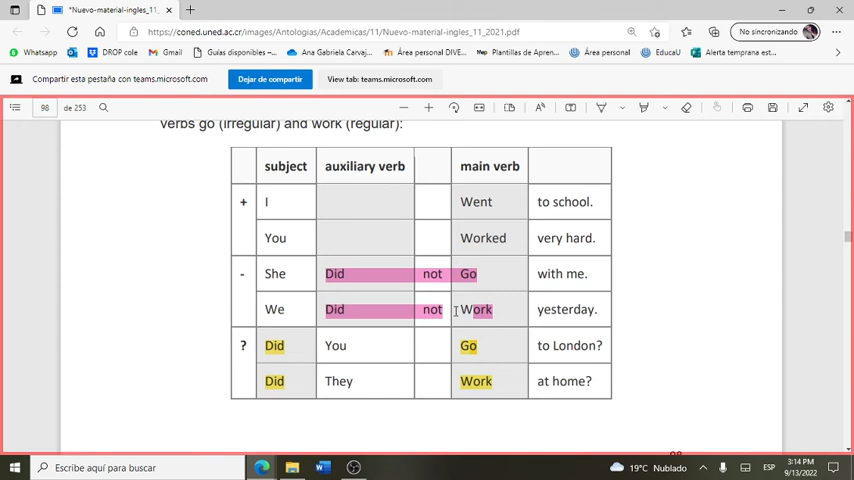 *Nuevo-material-ingles_11_
https://coned.uned.ac.cr/images/Antologias/Academicas/11/Nuevo-material-ingles_11_2021.pdf
No sincronizando
Whatsapp DROP cole Gmail Guías disponibles –... Ana Gabriela Carvaj... Área personal DIVE... Plantillas de Apren... Área personal EducaU Alerta temprana est...
Compartir esta pestaña con teams.microsoft.com Dejar de compartir View tab: teams.microsoft.com
98 de 253
verbs go (irregular) and work (regular):
subject auxiliary verb main verb
+ I Went to school.
You Worked very hard.
- She Did not Go with me.
We Did not Work yesterday.
? Did You Go to London?
Did They Work at home?
Escribe aquí para buscar
19°C Nublado
ESP
3:14 PM
9/13/2022